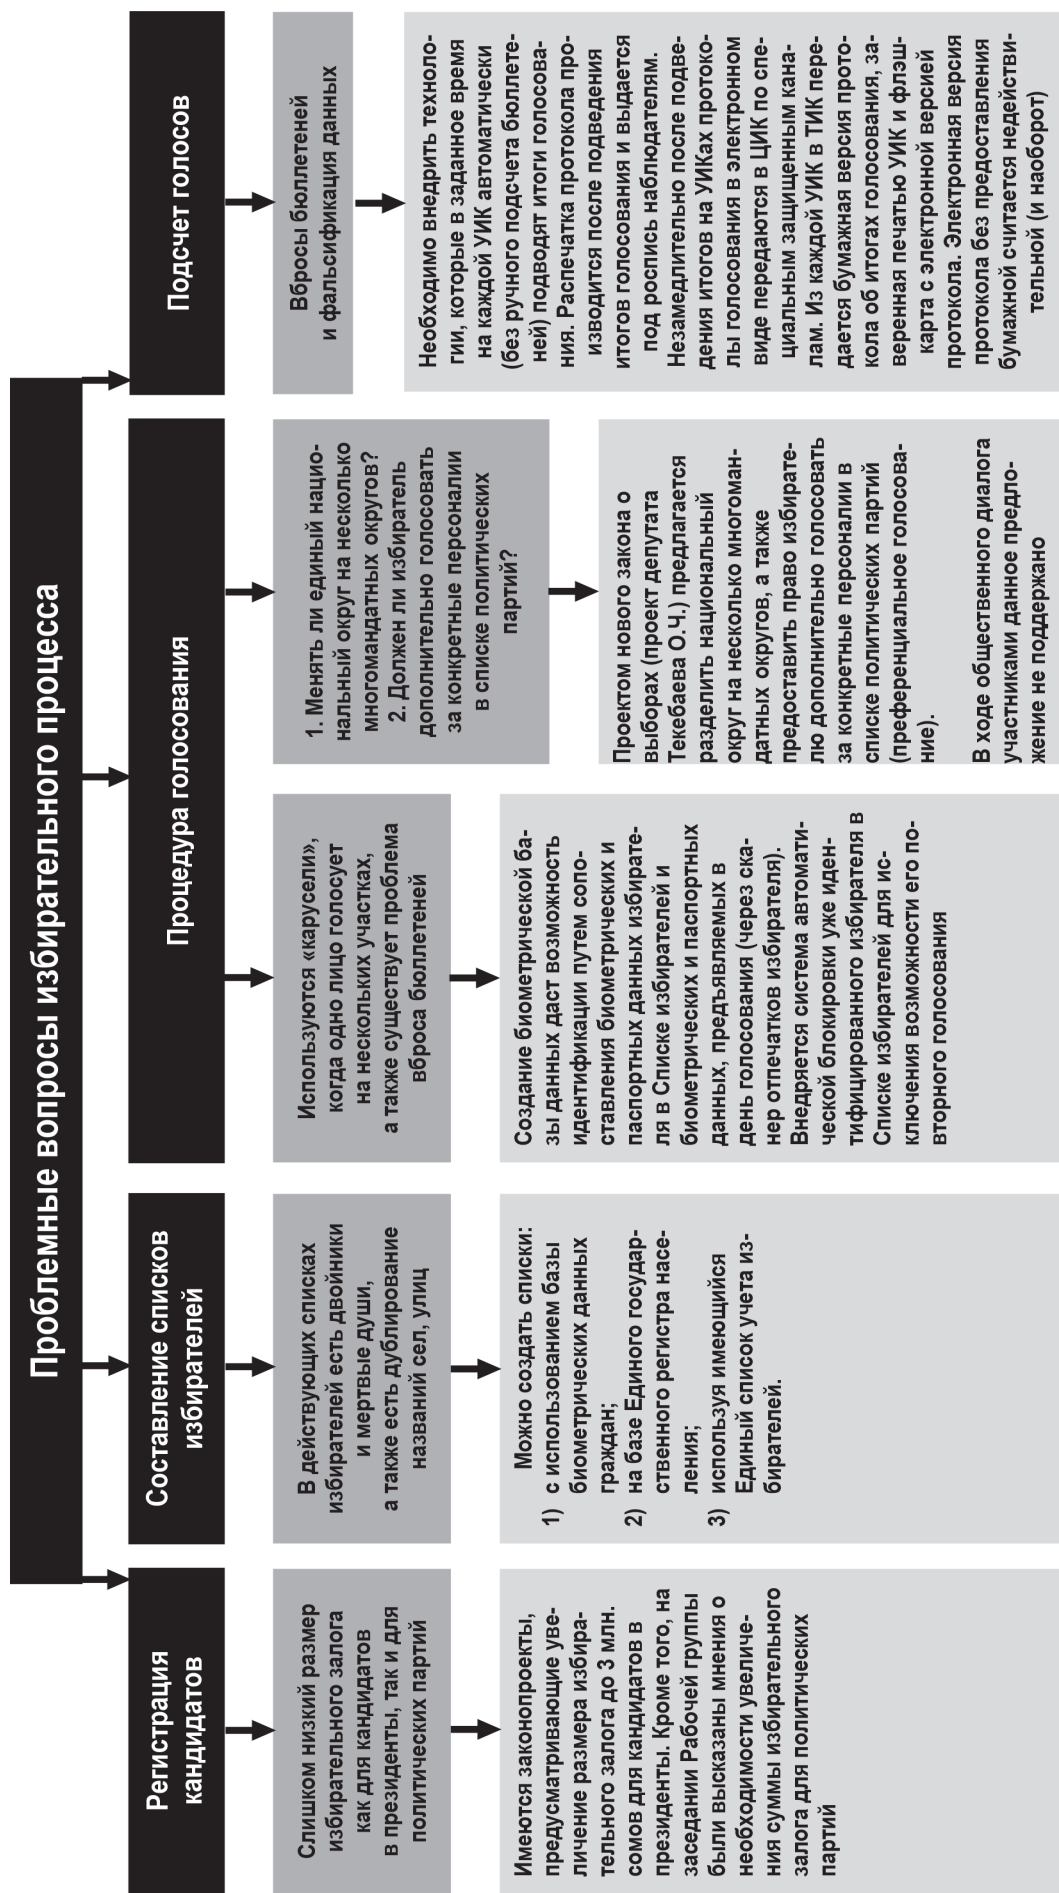 Проблемные вопросы избирательного процесса
Регистрация
кандидатов
Слишком низкий размер
избирательного залога
как для кандидатов
в президенты, так и для
политических партий
Имеются законопроекты,
предусматривающие уве-
личение размера избира-
тельного залога до 3 млн.
сомов для кандидатов в
президенты. Кроме того, на
заседании Рабочей группы
были высказаны мнения о
необходимости увеличе-
ния суммы избирательного
залога для политических
партий
Составление списков
избирателей
В действующих списках
избирателей есть двойники
и мертвые души,
а также есть дублирование
названий сел, улиц
Можно создать списки:
1) с использованием базы
биометрических данных
граждан;
2) на базе Единого государ-
ственного регистра насе-
ления;
3) используя имеющийся
Единый список учета из-
бирателей.
Процедура голосования
Используются «карусели»,
когда одно лицо голосует
на нескольких участках,
а также существует проблема
вброса бюллетеней
Создание биометрической ба-
зы данных даст возможность
идентификации путем сопо-
ставления биометрических и
паспортных данных избирате-
ля в Списке избирателей и
биометрических и паспортных
данных, предъявляемых в
день голосования (через ска-
нер отпечатков избирателя).
Внедряется система автомати-
ческой блокировки уже иден-
тифицированного избирателя в
Списке избирателей для ис-
ключения возможности его по-
вторного голосования
1. Менять ли единый нацио-
нальный округ на несколько
многомандатных округов?
2. Должен ли избиратель
дополнительно голосовать
за конкретные персоналии
в списке политических
партий?
Проектом нового закона о
выборах (проект депутата
Текебаева О.Ч.) предлагается
разделить национальный
округ на несколько многоман-
датных округов, а также
предоставить право избирате-
лю дополнительно голосовать
за конкретные персоналии в
списке политических партий
(преференциальное голосова-
ние).
В ходе общественного диалога
участниками данное предло-
жение не поддержано
Подсчет голосов
Вбросы бюллетеней
и фальсификация данных
Необходимо внедрить техноло-
гии, которые в заданное время
на каждой УИК автоматически
(без ручного подсчета бюллете-
ней) подводят итоги голосова-
ния. Распечатка протокола про-
изводится после подведения
итогов голосования и выдается
под роспись наблюдателям.
Незамедлительно после подве-
дения итогов на УИКах протоко-
лы голосования в электронном
виде передаются в ЦИК по спе-
циальным защищенным кана-
лам. Из каждой УИК в ТИК пере-
дается бумажная версия прото-
кола об итогах голосования, за-
веренная печатью УИК и флэш-
карта с электронной версией
протокола. Электронная версия
протокола без предоставления
бумажной считается недействи-
тельной (и наоборот)